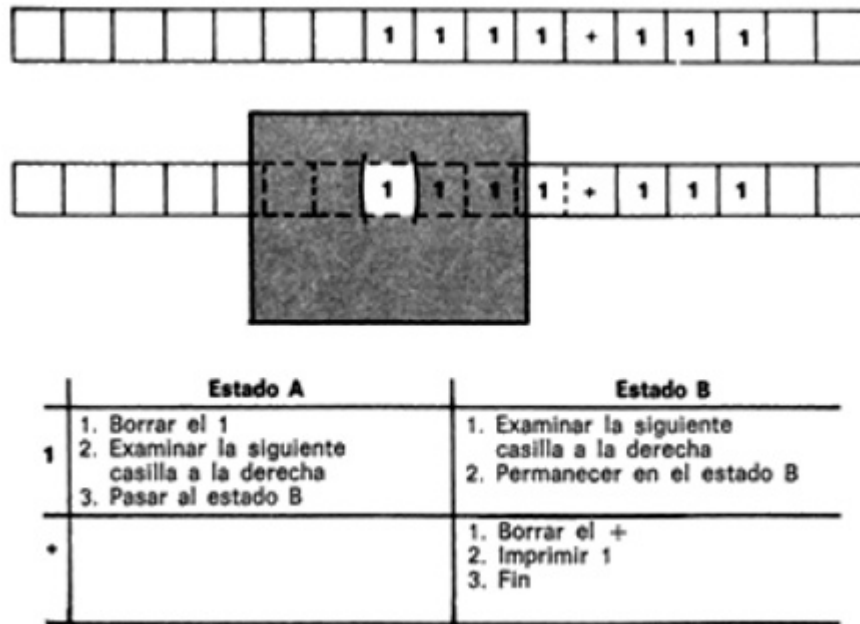 1 1 1 1 + 1 1 1
1 1 1 1 + 1 1 1
Estado A Estado B
1
1. Borrar el 1
2. Examinar la siguiente
casilla a la derecha
3. Pasar al estado B
1. Examinar la siguiente
casilla a la derecha
2. Permanecer en el estado B
+
1. Borrar el +
2. Imprimir 1
3. Fin